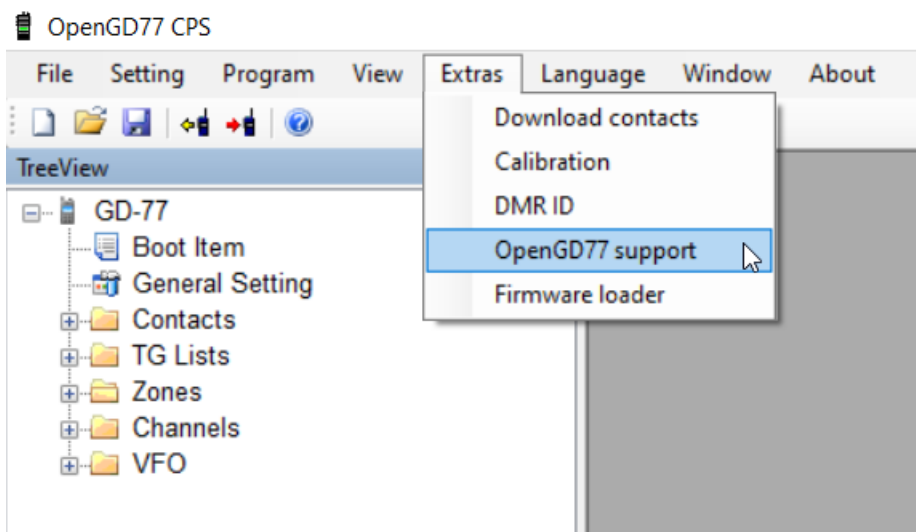 OpenGD77 CPS
File Setting Program View Extras Language Window About
Download contacts
Calibration
DMR ID
OpenGD77 support
Firmware loader
TreeView
GD-77
Boot Item
General Setting
Contacts
TG Lists
Zones
Channels
VFO